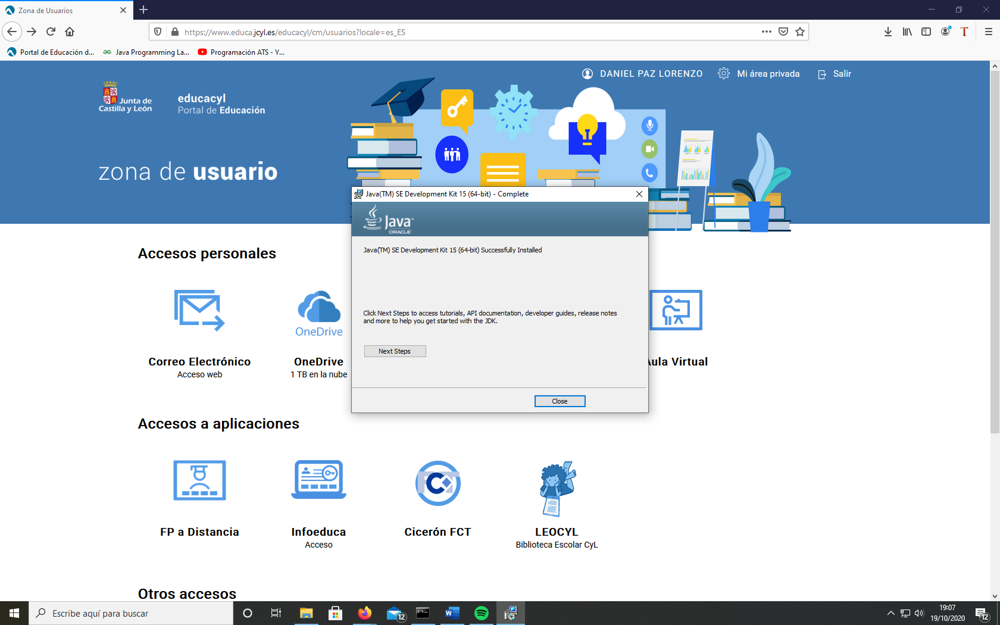 Zona de Usuarios
https://www.educa.jcyl.es/educacyl/cm/usuarios?locale=es_ES
T
Portal de Educación d...
Java Programming La...
Programación ATS - Y...
DANIEL PAZ LORENZO
Mi área privada
Salir
Junta de
Castilla y León
educacyl
Portal de Educación
zona de usuario
Java(TM) SE Development Kit 15 (64-bit) - Complete
Java™
ORACLE
Java(TM) SE Development Kit 15 (64-bit) Successfully Installed
Click Next Steps to access tutorials, API documentation, developer guides, release notes
and more to help you get started with the JDK.
Next Steps
Close
Accesos personales
OneDrive
Correo Electrónico
Acceso web
OneDrive
1 TB en la nube
Aula Virtual
Accesos a aplicaciones
FCT
FP a Distancia
Infoeduca
Acceso
Cicerón FCT
LEOCYL
Biblioteca Escolar CyL
Otros accesos
Escribe aquí para buscar
12
19:07
19/10/2020
12